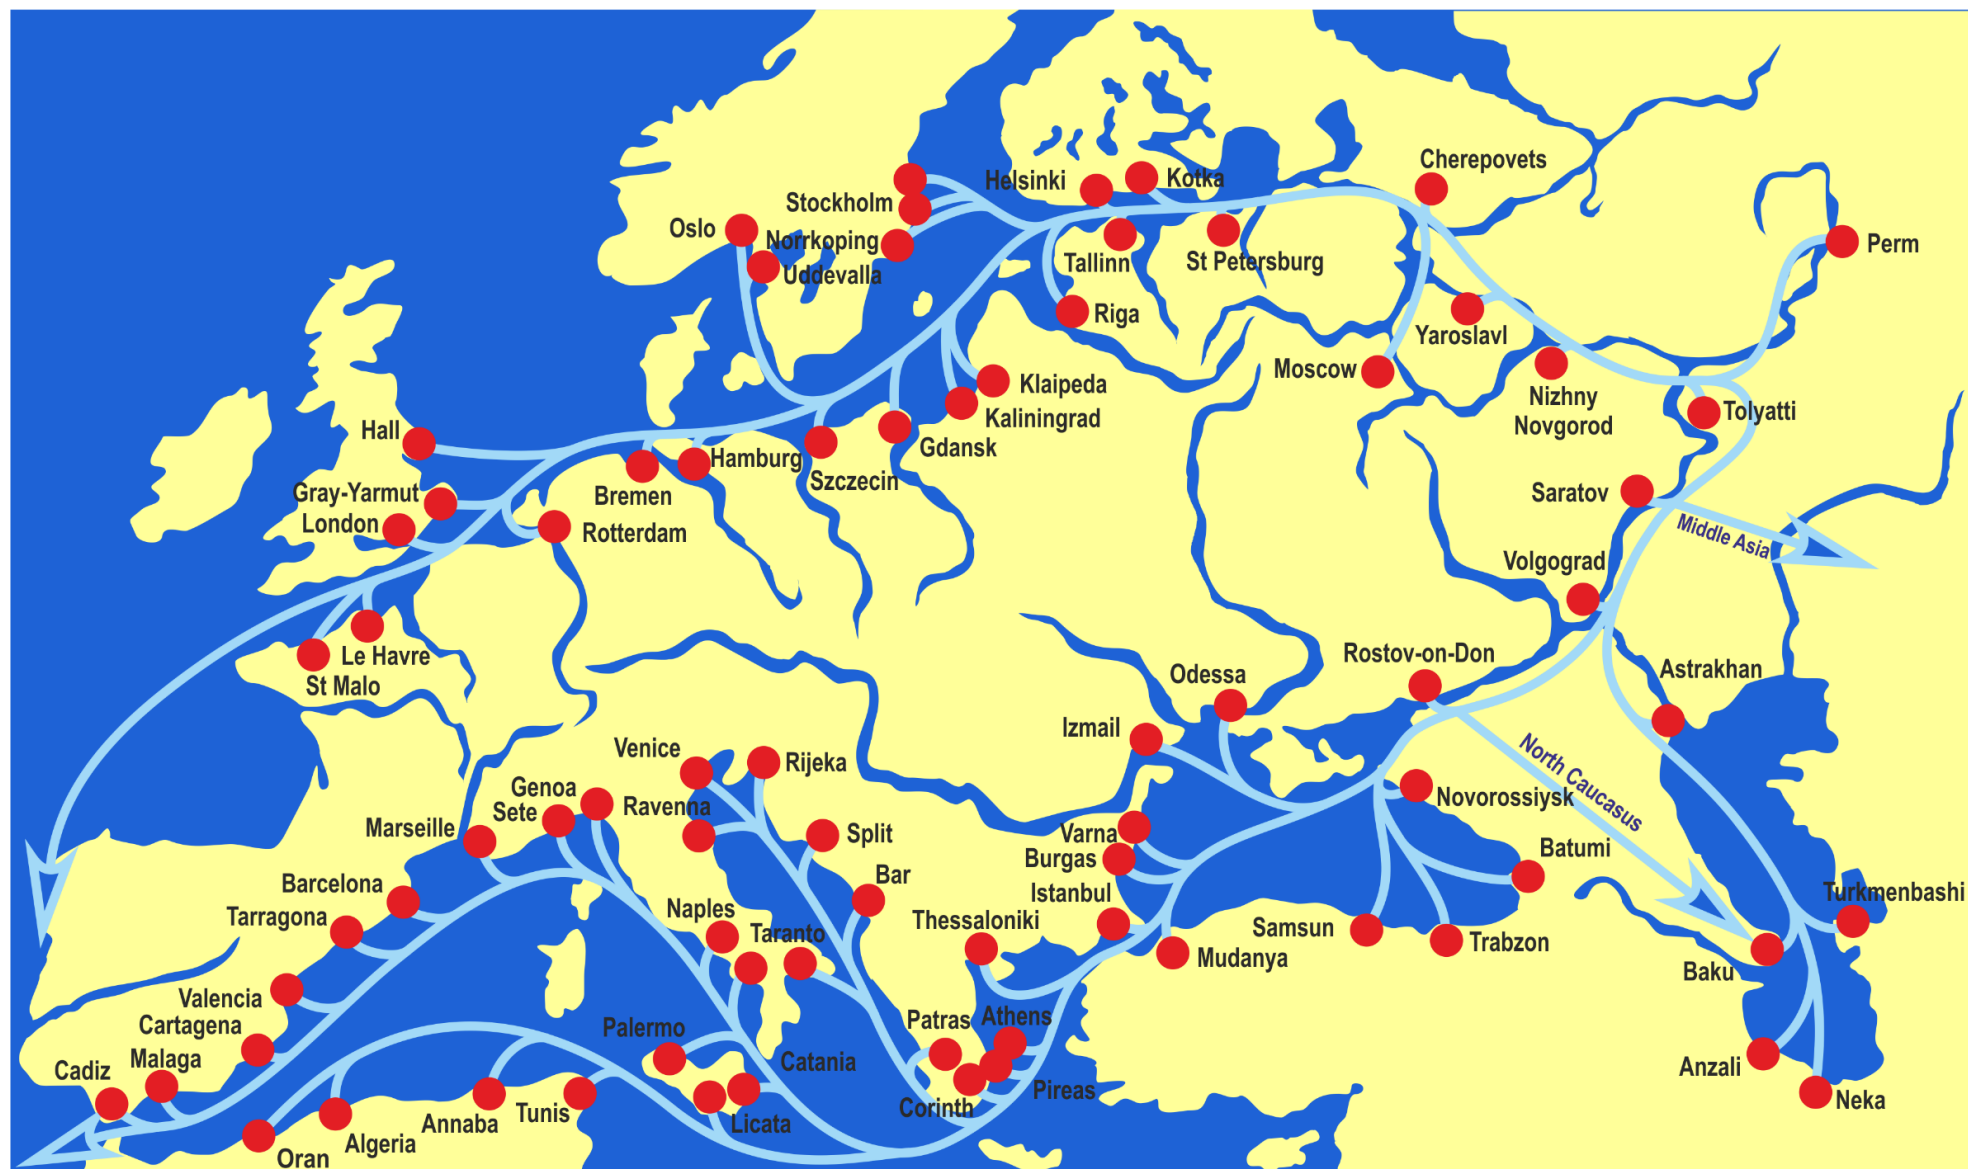 Cherepovets
Helsinki
Kotka
Stockholm
Oslo
Norrkoping
Uddevalla
Tallinn
St Petersburg
Perm
Riga
Yaroslavl
Moscow
Klaipeda
Kaliningrad
Nizhny
Novgorod
Tolyatti
Hall
Gdansk
Hamburg
Szczecin
Bremen
Gray-Yarmut
London
Rotterdam
Saratov
Middle Asia
Volgograd
Le Havre
St Malo
Rostov-on-Don
Astrakhan
Odessa
Izmail
Venice
Rijeka
North Caucasus
Genoa
Sete
Ravenna
Novorossiysk
Marseille
Split
Varna
Burgas
Batumi
Bar
Barcelona
Tarragona
Istanbul
Turkmenbashi
Naples
Taranto
Thessaloniki
Samsun
Trabzon
Mudanya
Baku
Valencia
Cartagena
Malaga
Cadiz
Palermo
Patras
Athens
Catania
Anzali
Pireas
Corinth
Neka
Annaba
Tunis
Licata
Algeria
Oran